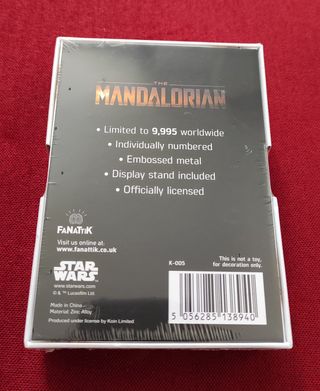 THE
MANDALORIAN
• Limited to 9,995 worldwide
• Individually numbered
• Embossed metal
• Display stand included
• Officially licensed
FANATTIK
Visit us online at:
www.fanattik.co.uk
STAR
WARS
www.starwars.com
© & ™ Lucasfilm Ltd.
Made in China
Material: Zinc Alloy
Produced under license by Koin Limited
K-005
This is not a toy,
for decoration only.
5 056285 138940